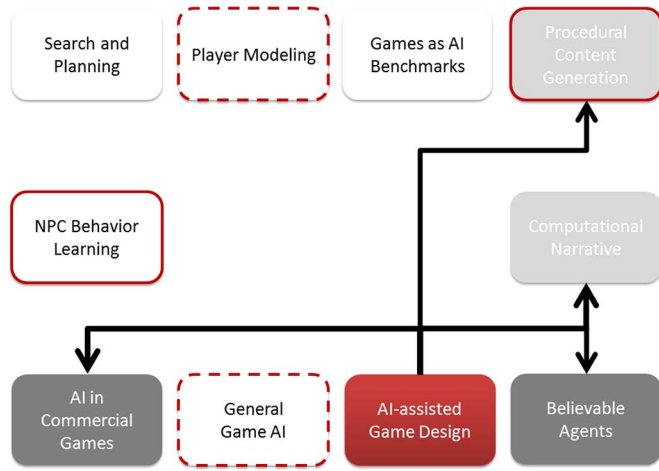 Search and
Planning
Player Modeling
Games as AI
Benchmarks
Procedural
Content
Generation
NPC Behavior
Learning
Computational
Narrative
AI in
Commercial
Games
General
Game AI
AI-assisted
Game Design
Believable
Agents